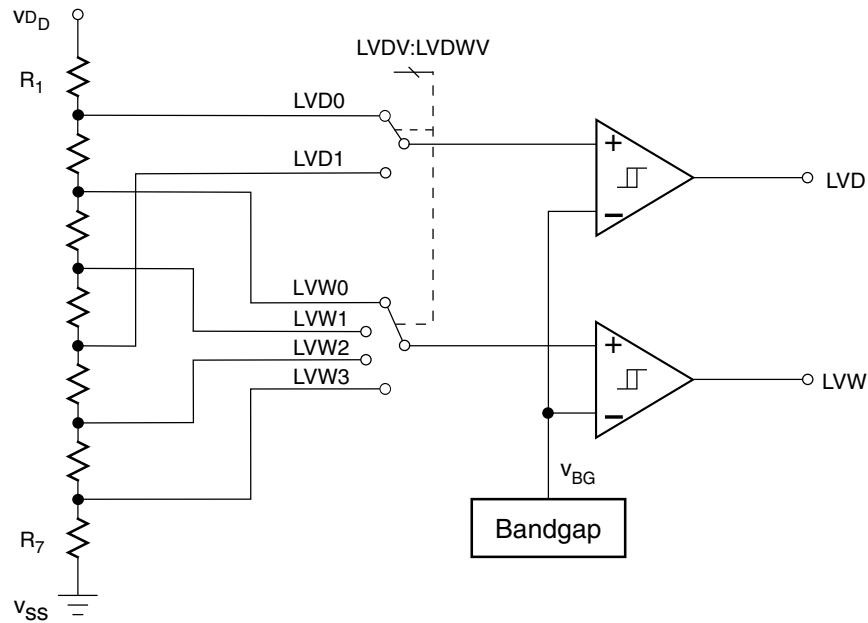 vDD
LVDV:LVDWV
R1
LVD0
LVD1
+
−
LVD
LVW0
LVW1
LVW2
LVW3
+
−
LVW
vBG
Bandgap
R7
vSS